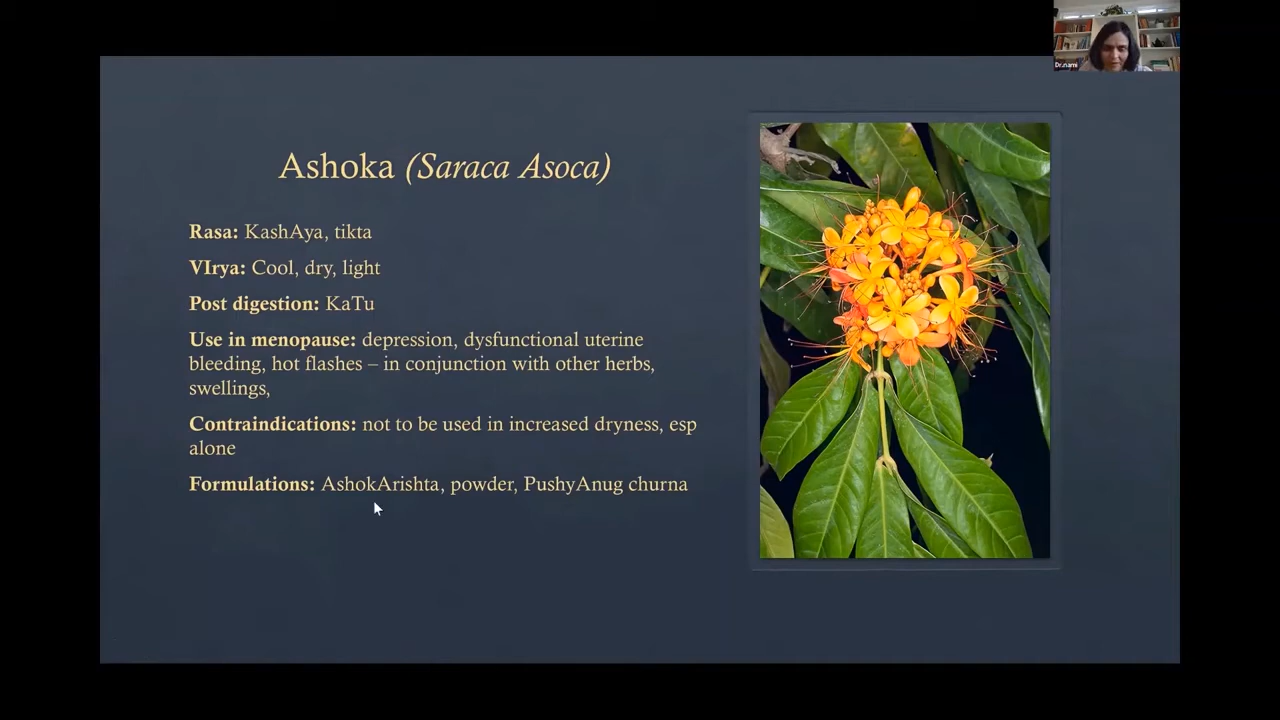 Dr.nami
Ashoka (Saraca Asoca)
Rasa: KashAya, tikta
VIrya: Cool, dry, light
Post digestion: KaTu
Use in menopause: depression, dysfunctional uterine
bleeding, hot flashes – in conjunction with other herbs,
swellings,
Contraindications: not to be used in increased dryness, esp
alone
Formulations: AshokArishta, powder, PushyAnug churna